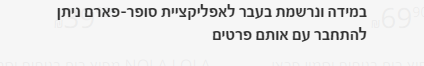 במידה ונרשמת בעבר לאפליקציית סופר-פארם ניתן
להתחבר עם אותם פרטים